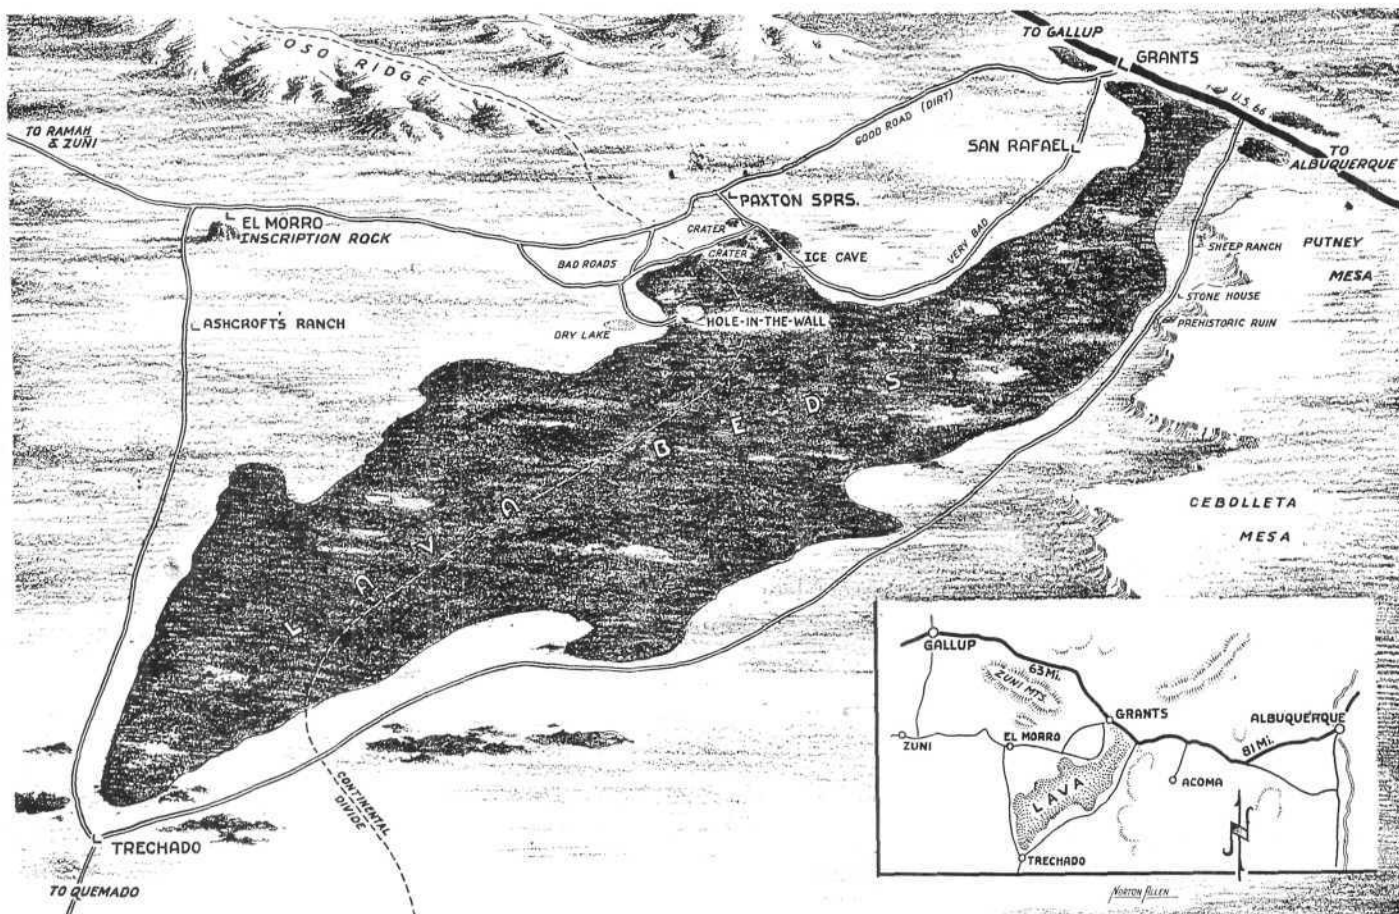 OSO RIDGE
TO GALLUP
GRANTS
U.S. 66
TO
ALBUQUERQUE
TO RAMAH
& ZUÑI
GOOD ROAD (DIRT)
SAN RAFAEL
EL MORRO
INSCRIPTION ROCK
PAXTON SPRS.
CRATER
CRATER
ICE CAVE
BAD ROADS
VERY BAD
SHEEP RANCH
PUTNEY
MESA
STONE HOUSE
PREHISTORIC RUIN
ASHCROFT'S RANCH
DRY LAKE
HOLE-IN-THE-WALL
LAVA BEDS
CEBOLLETA
MESA
CONTINENTAL
DIVIDE
TRECHADO
TO QUEMADO
GALLUP
63 Mi.
ZUNI MTS
GRANTS
ALBUQUERQUE
ZUNI
EL MORRO
81 Mi.
ACOMA
LAVA
TRECHADO
N
NORTON ALLEN